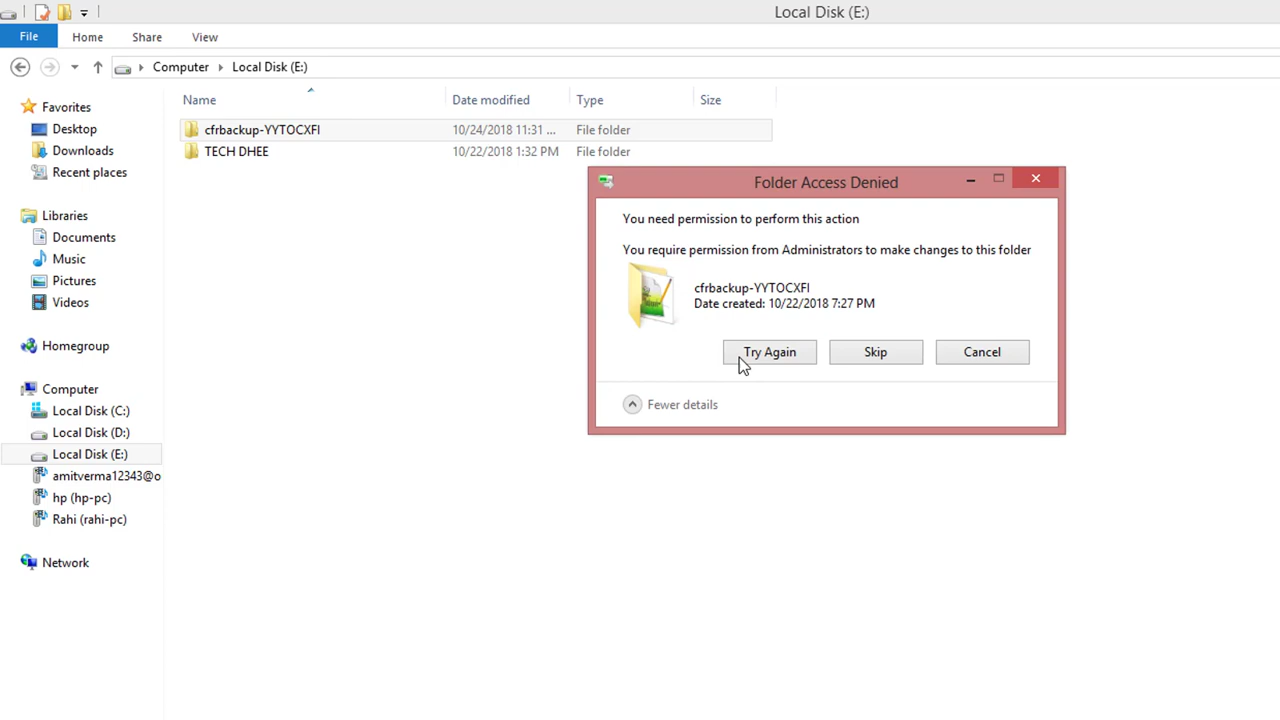 Local Disk (E:)
File Home Share View
Computer Local Disk (E:)
Name Date modified Type Size
cfrbackup-YYTOCXFI 10/24/2018 11:31 ... File folder
TECH DHEE 10/22/2018 1:32 PM File folder
Favorites
Desktop
Downloads
Recent places
Libraries
Documents
Music
Pictures
Videos
Homegroup
Computer
Local Disk (C:)
Local Disk (D:)
Local Disk (E:)
amitverma12343@o
hp (hp-pc)
Rahi (rahi-pc)
Network
Folder Access Denied
You need permission to perform this action
You require permission from Administrators to make changes to this folder
cfrbackup-YYTOCXFI
Date created: 10/22/2018 7:27 PM
Try Again Skip Cancel
Fewer details